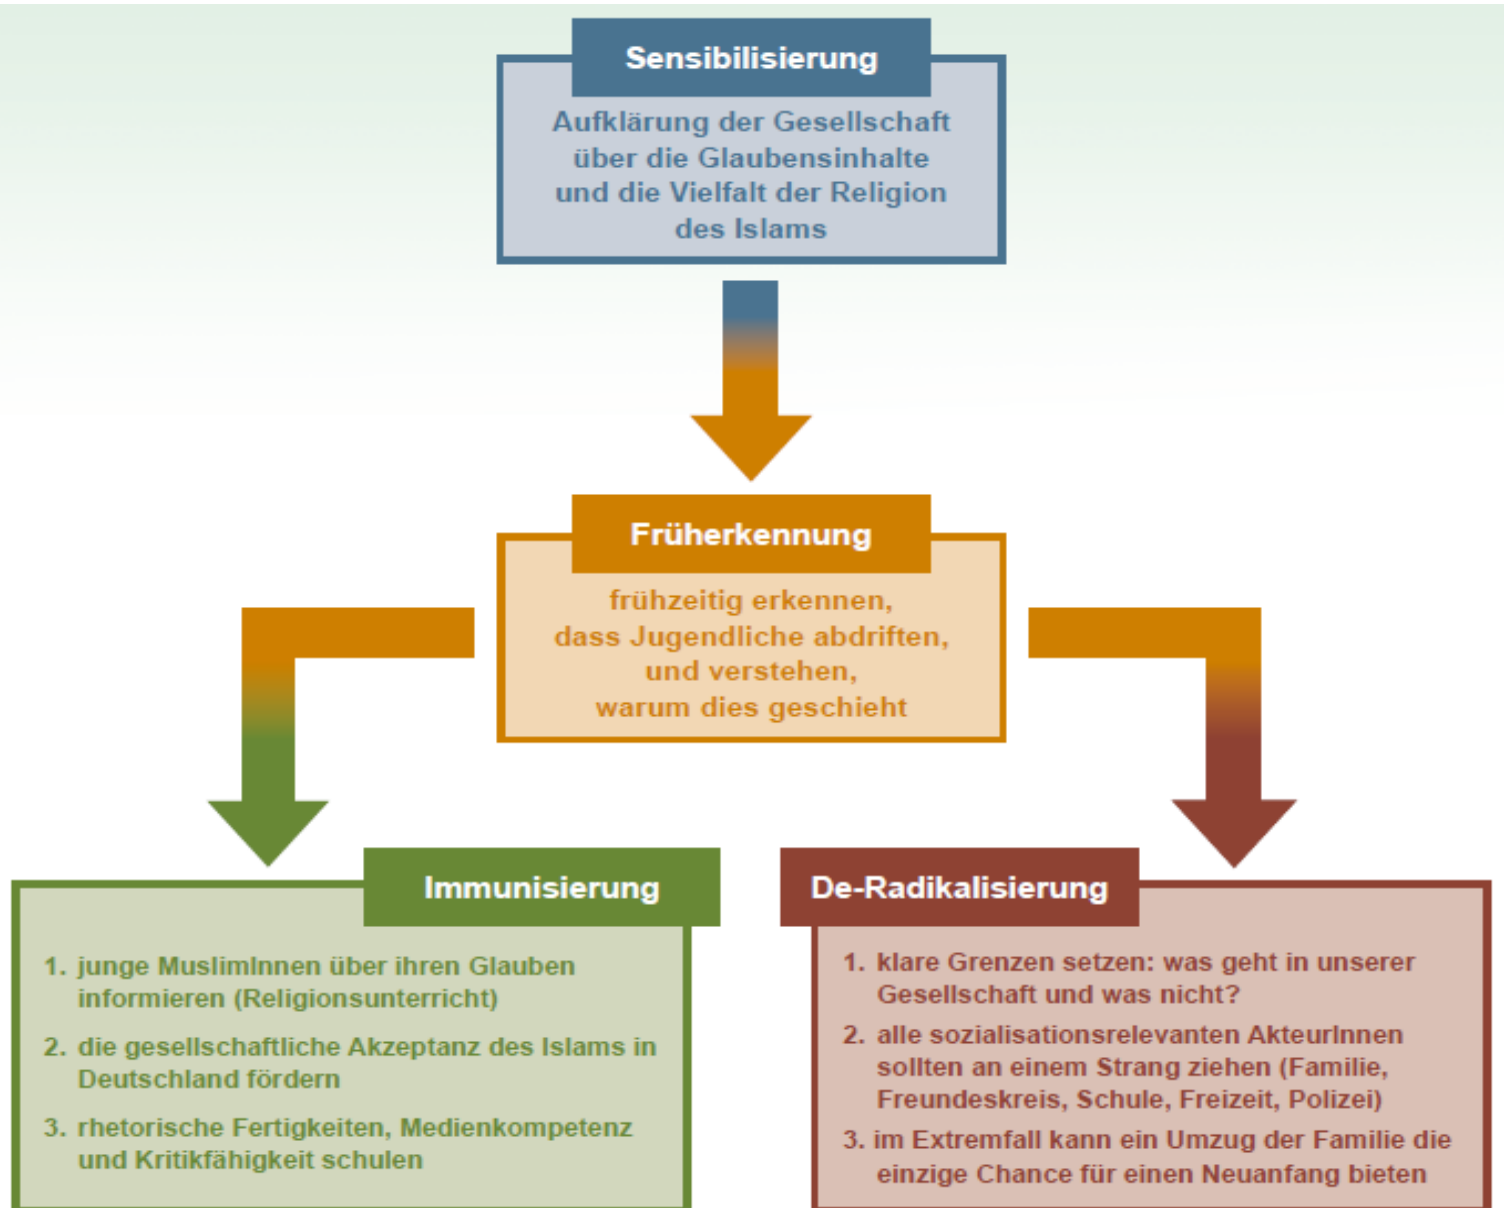 Sensibilisierung
Aufklärung der Gesellschaft
über die Glaubensinhalte
und die Vielfalt der Religion
des Islams
Früherkennung
frühzeitig erkennen,
dass Jugendliche abdriften,
und verstehen,
warum dies geschieht
Immunisierung
1. junge MuslimInnen über ihren Glauben
informieren (Religionsunterricht)
2. die gesellschaftliche Akzeptanz des Islams in
Deutschland fördern
3. rhetorische Fertigkeiten, Medienkompetenz
und Kritikfähigkeit schulen
De-Radikalisierung
1. klare Grenzen setzen: was geht in unserer
Gesellschaft und was nicht?
2. alle sozialisationsrelevanten AkteurInnen
sollten an einem Strang ziehen (Familie,
Freundeskreis, Schule, Freizeit, Polizei)
3. im Extremfall kann ein Umzug der Familie die
einzige Chance für einen Neuanfang bieten